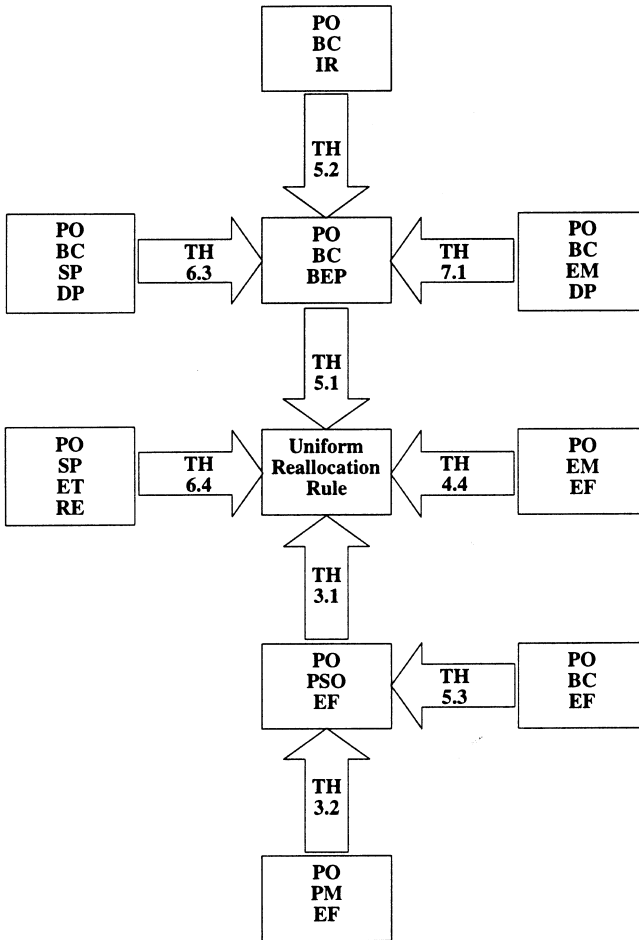 PO
BC
IR
TH
5.2
PO
BC
SP
DP
TH
6.3
PO
BC
BEP
TH
7.1
PO
BC
EM
DP
TH
5.1
PO
SP
ET
RE
TH
6.4
Uniform
Reallocation
Rule
TH
4.4
PO
EM
EF
TH
3.1
PO
PSO
EF
TH
5.3
PO
BC
EF
TH
3.2
PO
PM
EF